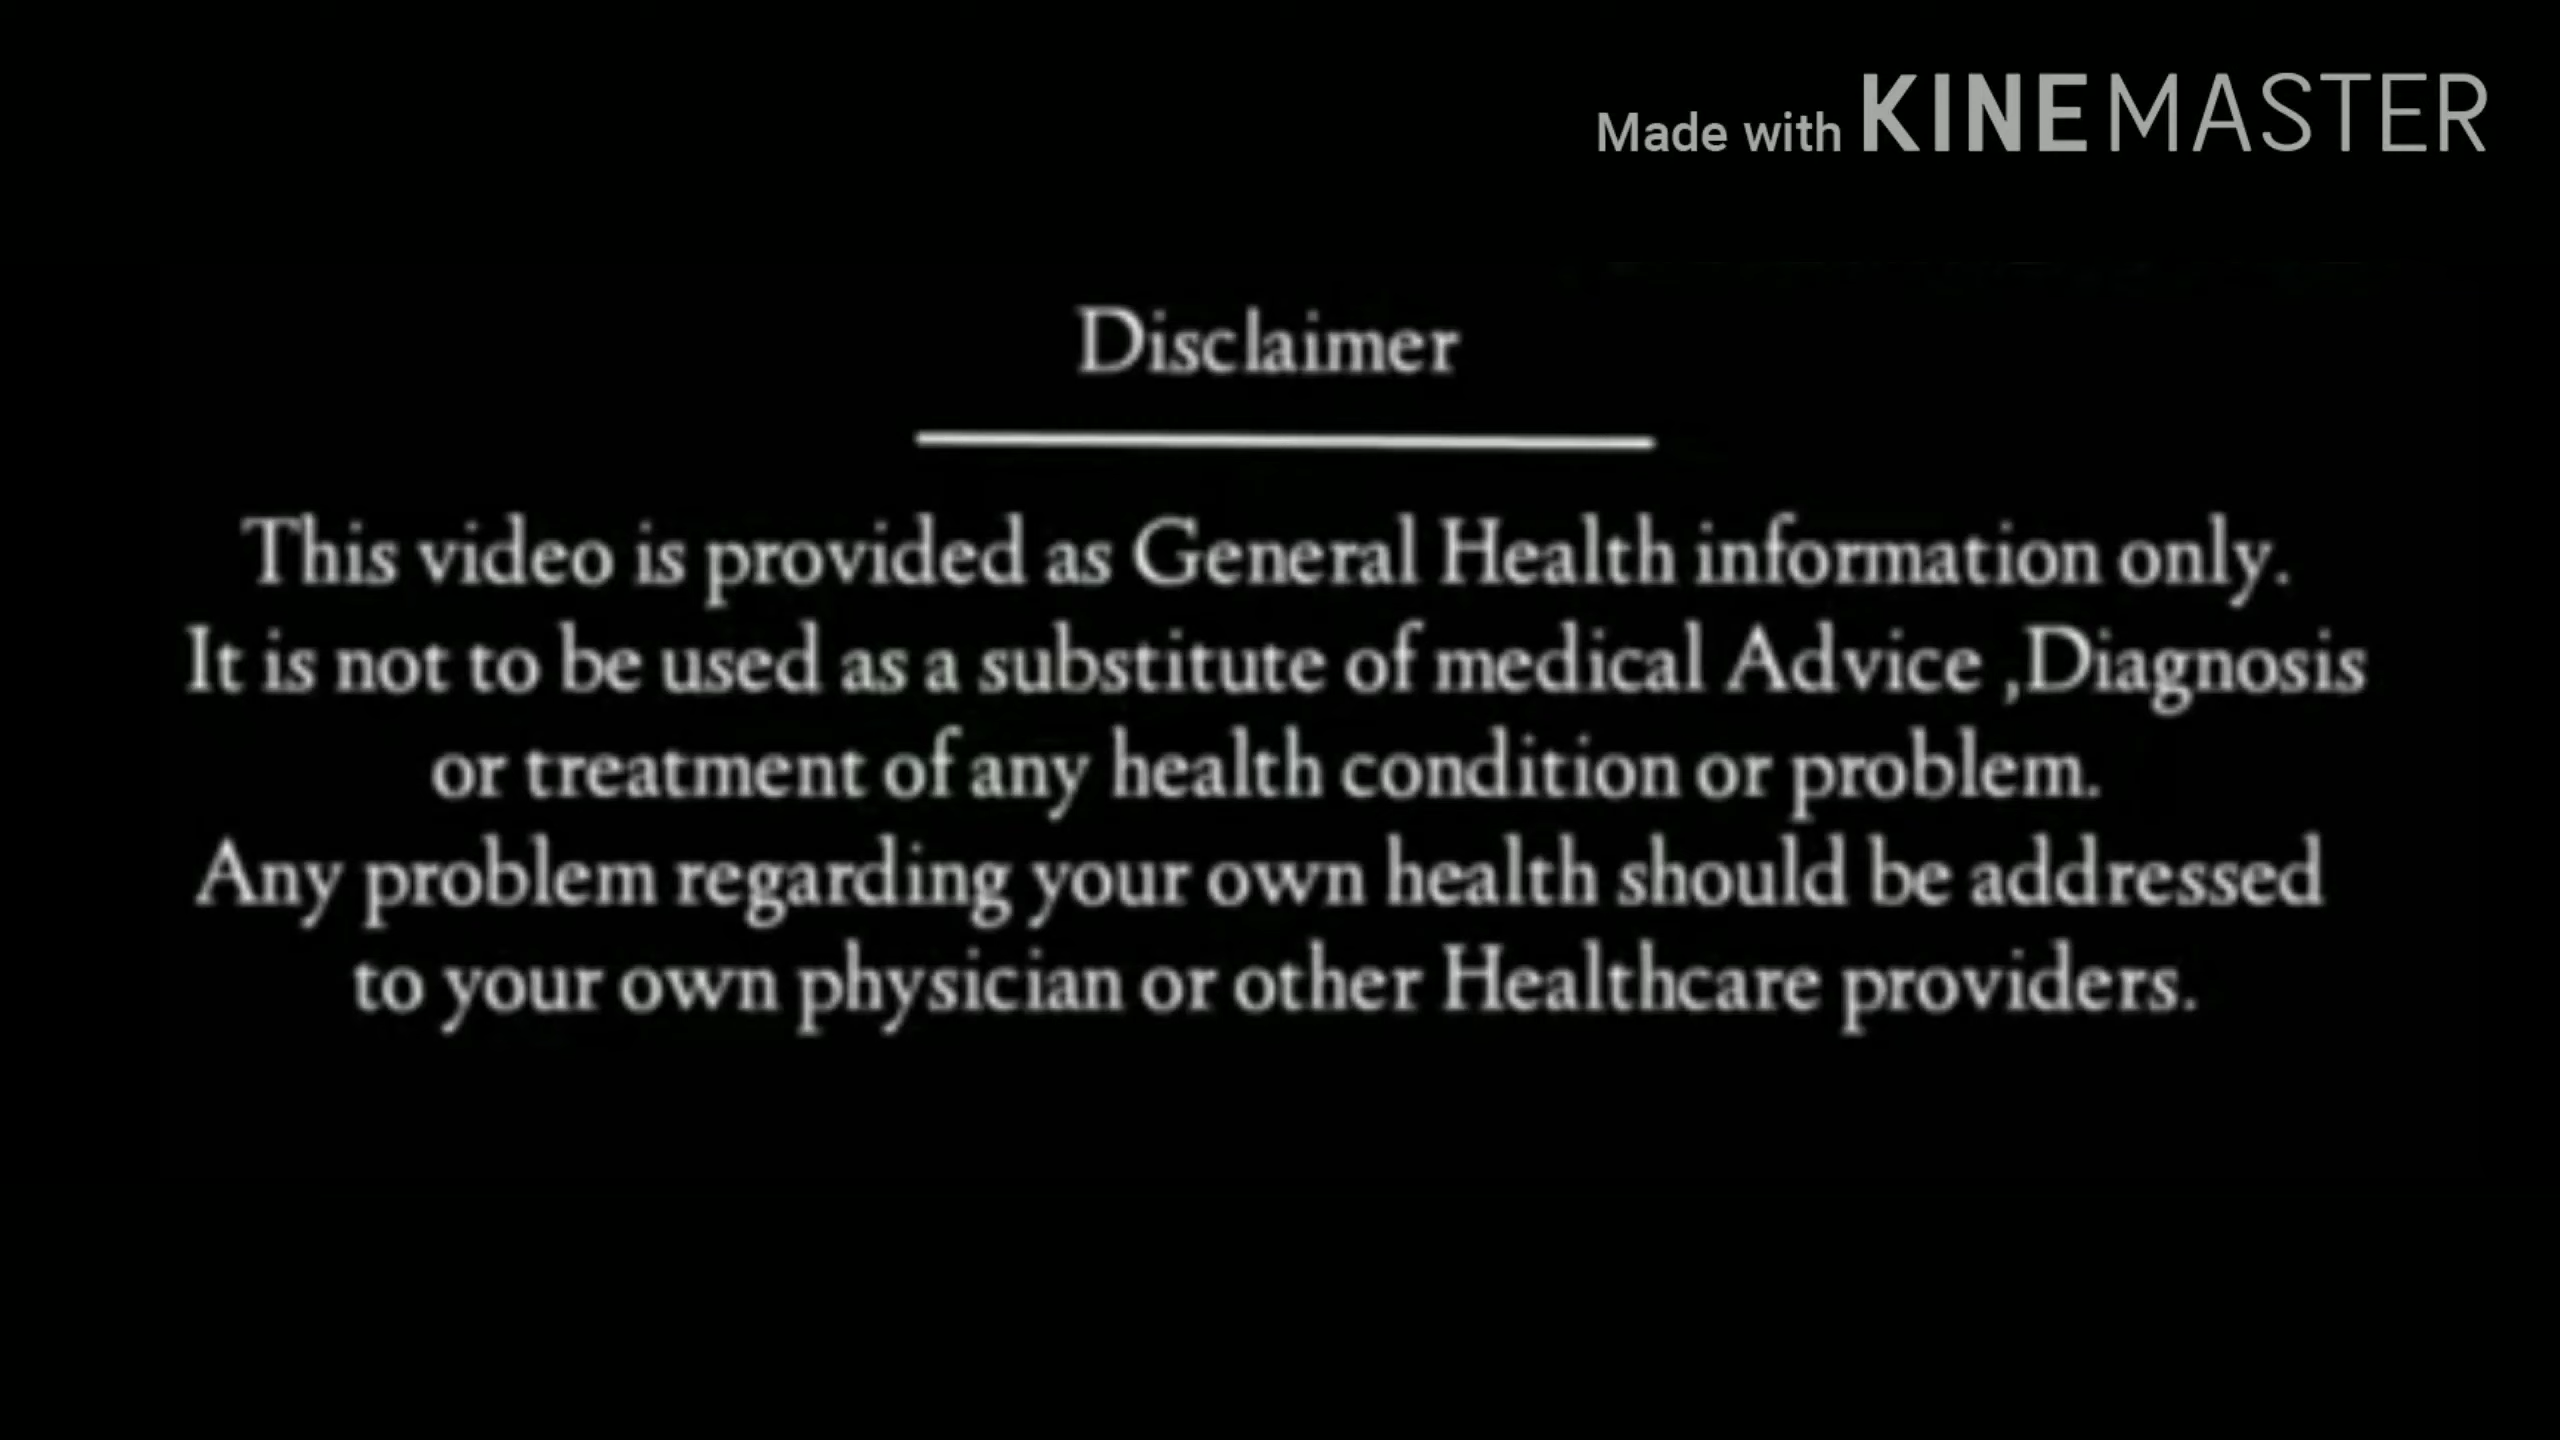 Made with KINEMASTER
Disclaimer
This video is provided as General Health information only.
It is not to be used as a substitute of medical Advice ,Diagnosis
or treatment of any health condition or problem.
Any problem regarding your own health should be addressed
to your own physician or other Healthcare providers.